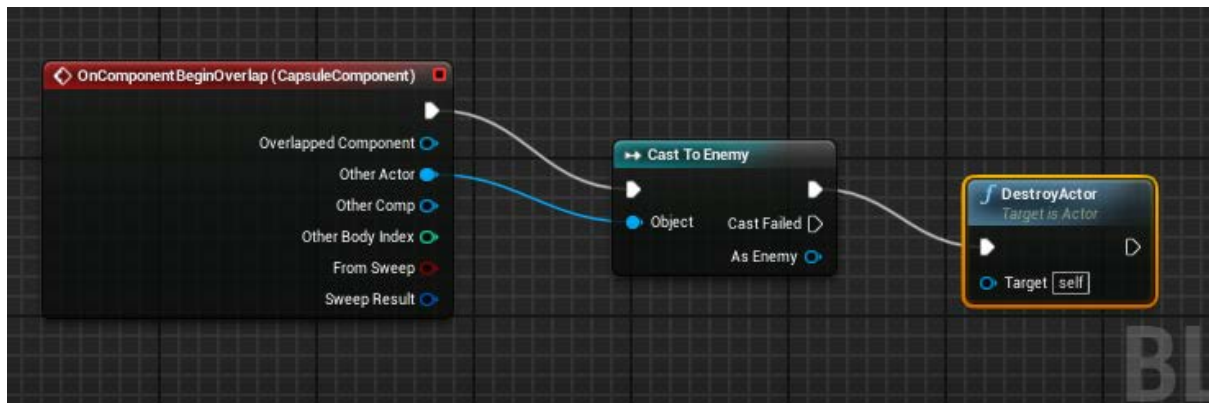 OnComponentBeginOverlap (CapsuleComponent)
Overlapped Component
Other Actor
Other Comp
Other Body Index
From Sweep
Sweep Result
Cast To Enemy
Object
Cast Failed
As Enemy
f DestroyActor
Target is Actor
Target self
BL